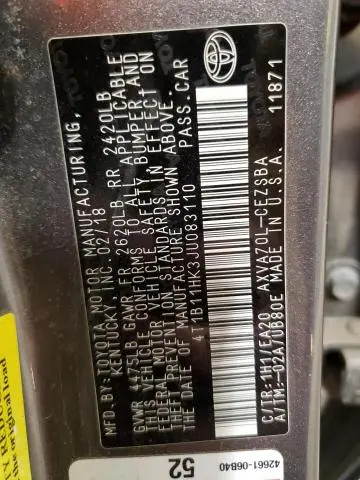 MFD. BY: TOYOTA MOTOR MANUFACTURING,
KENTUCKY, INC. 02/18
GVWR 4475LB GAWR FR 2620LB RR 2420LB
THIS VEHICLE CONFORMS TO ALL APPLICABLE
FEDERAL MOTOR VEHICLE SAFETY, BUMPER, AND
THEFT PREVENTION STANDARDS IN EFFECT ON
THE DATE OF MANUFACTURE SHOWN ABOVE.
4T1B11HK3JU083110 PASS. CAR
C/TR: 1H1/EA20 AXVA70L-CEZSBA
A/TM: -02A/UB80E MADE IN U.S.A. 11871
TOYO
42661-06B40
52